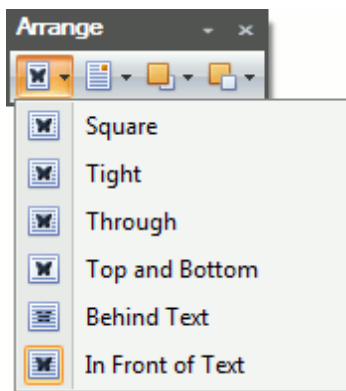 Arrange
Square
Tight
Through
Top and Bottom
Behind Text
In Front of Text